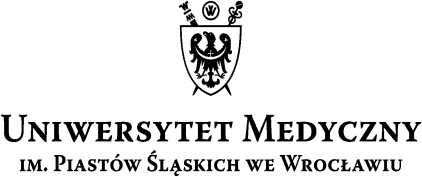 W
UNIWERSYTET MEDYCZNY
IM. PIASTÓW ŚLĄSKICH WE WROCŁAWIU